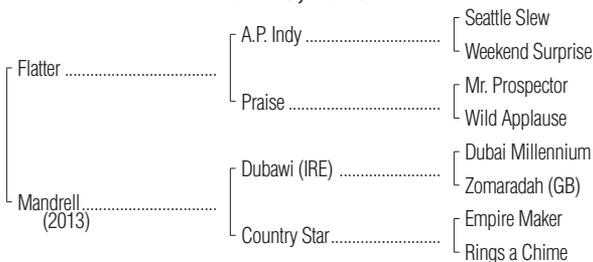 Seattle Slew
A.P. Indy ................................
Weekend Surprise
Flatter ....................................
Mr. Prospector
Praise ....................................
Wild Applause
Dubai Millennium
Dubawi (IRE) ........................
Zomaradah (GB)
Mandrell ................................
(2013)
Empire Maker
Country Star ..........................
Rings a Chime